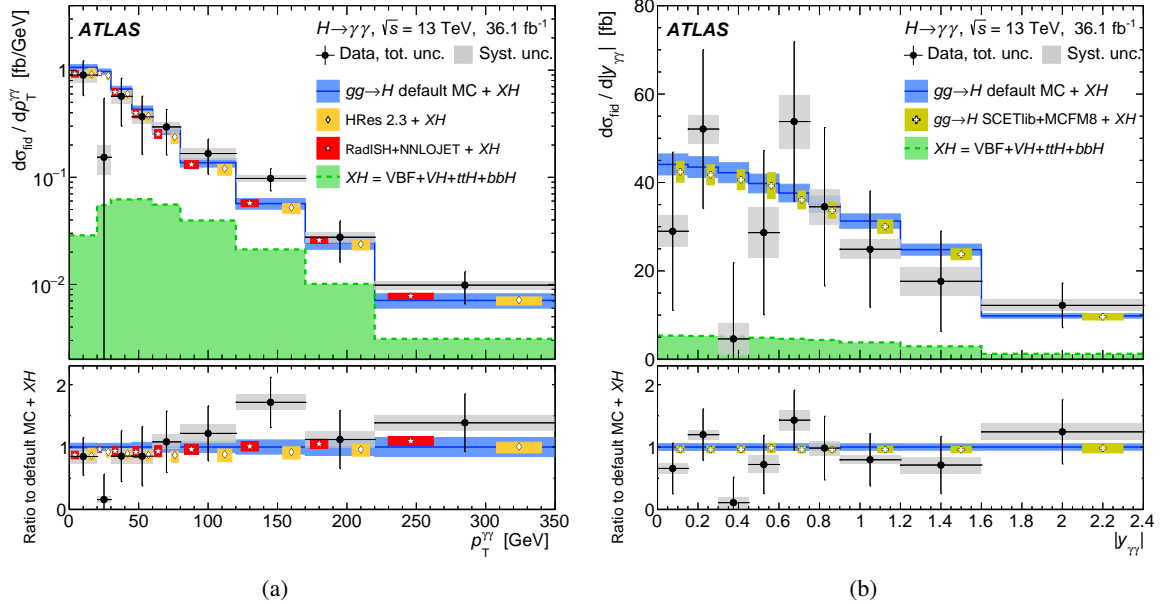 ATLAS
H→γγ, √s = 13 TeV, 36.1 fb⁻¹
Data, tot. unc. Syst. unc.
gg→H default MC + XH
HRes 2.3 + XH
RadISH+NNLOJET + XH
XH = VBF+VH+ttH+bbH
dσ_fid / dp_T^γγ [fb/GeV]
1
10⁻¹
10⁻²
Ratio to default MC + XH
2
1
0
0 50 100 150 200 250 300 350
p_T^γγ [GeV]
(a)
ATLAS
H→γγ, √s = 13 TeV, 36.1 fb⁻¹
Data, tot. unc. Syst. unc.
gg→H default MC + XH
gg→H SCETlib+MCFM8 + XH
XH = VBF+VH+ttH+bbH
dσ_fid / d|y_γγ| [fb]
80
60
40
20
0
Ratio to default MC + XH
2
1
0
0.2 0.4 0.6 0.8 1 1.2 1.4 1.6 1.8 2 2.2 2.4
|y_γγ|
(b)